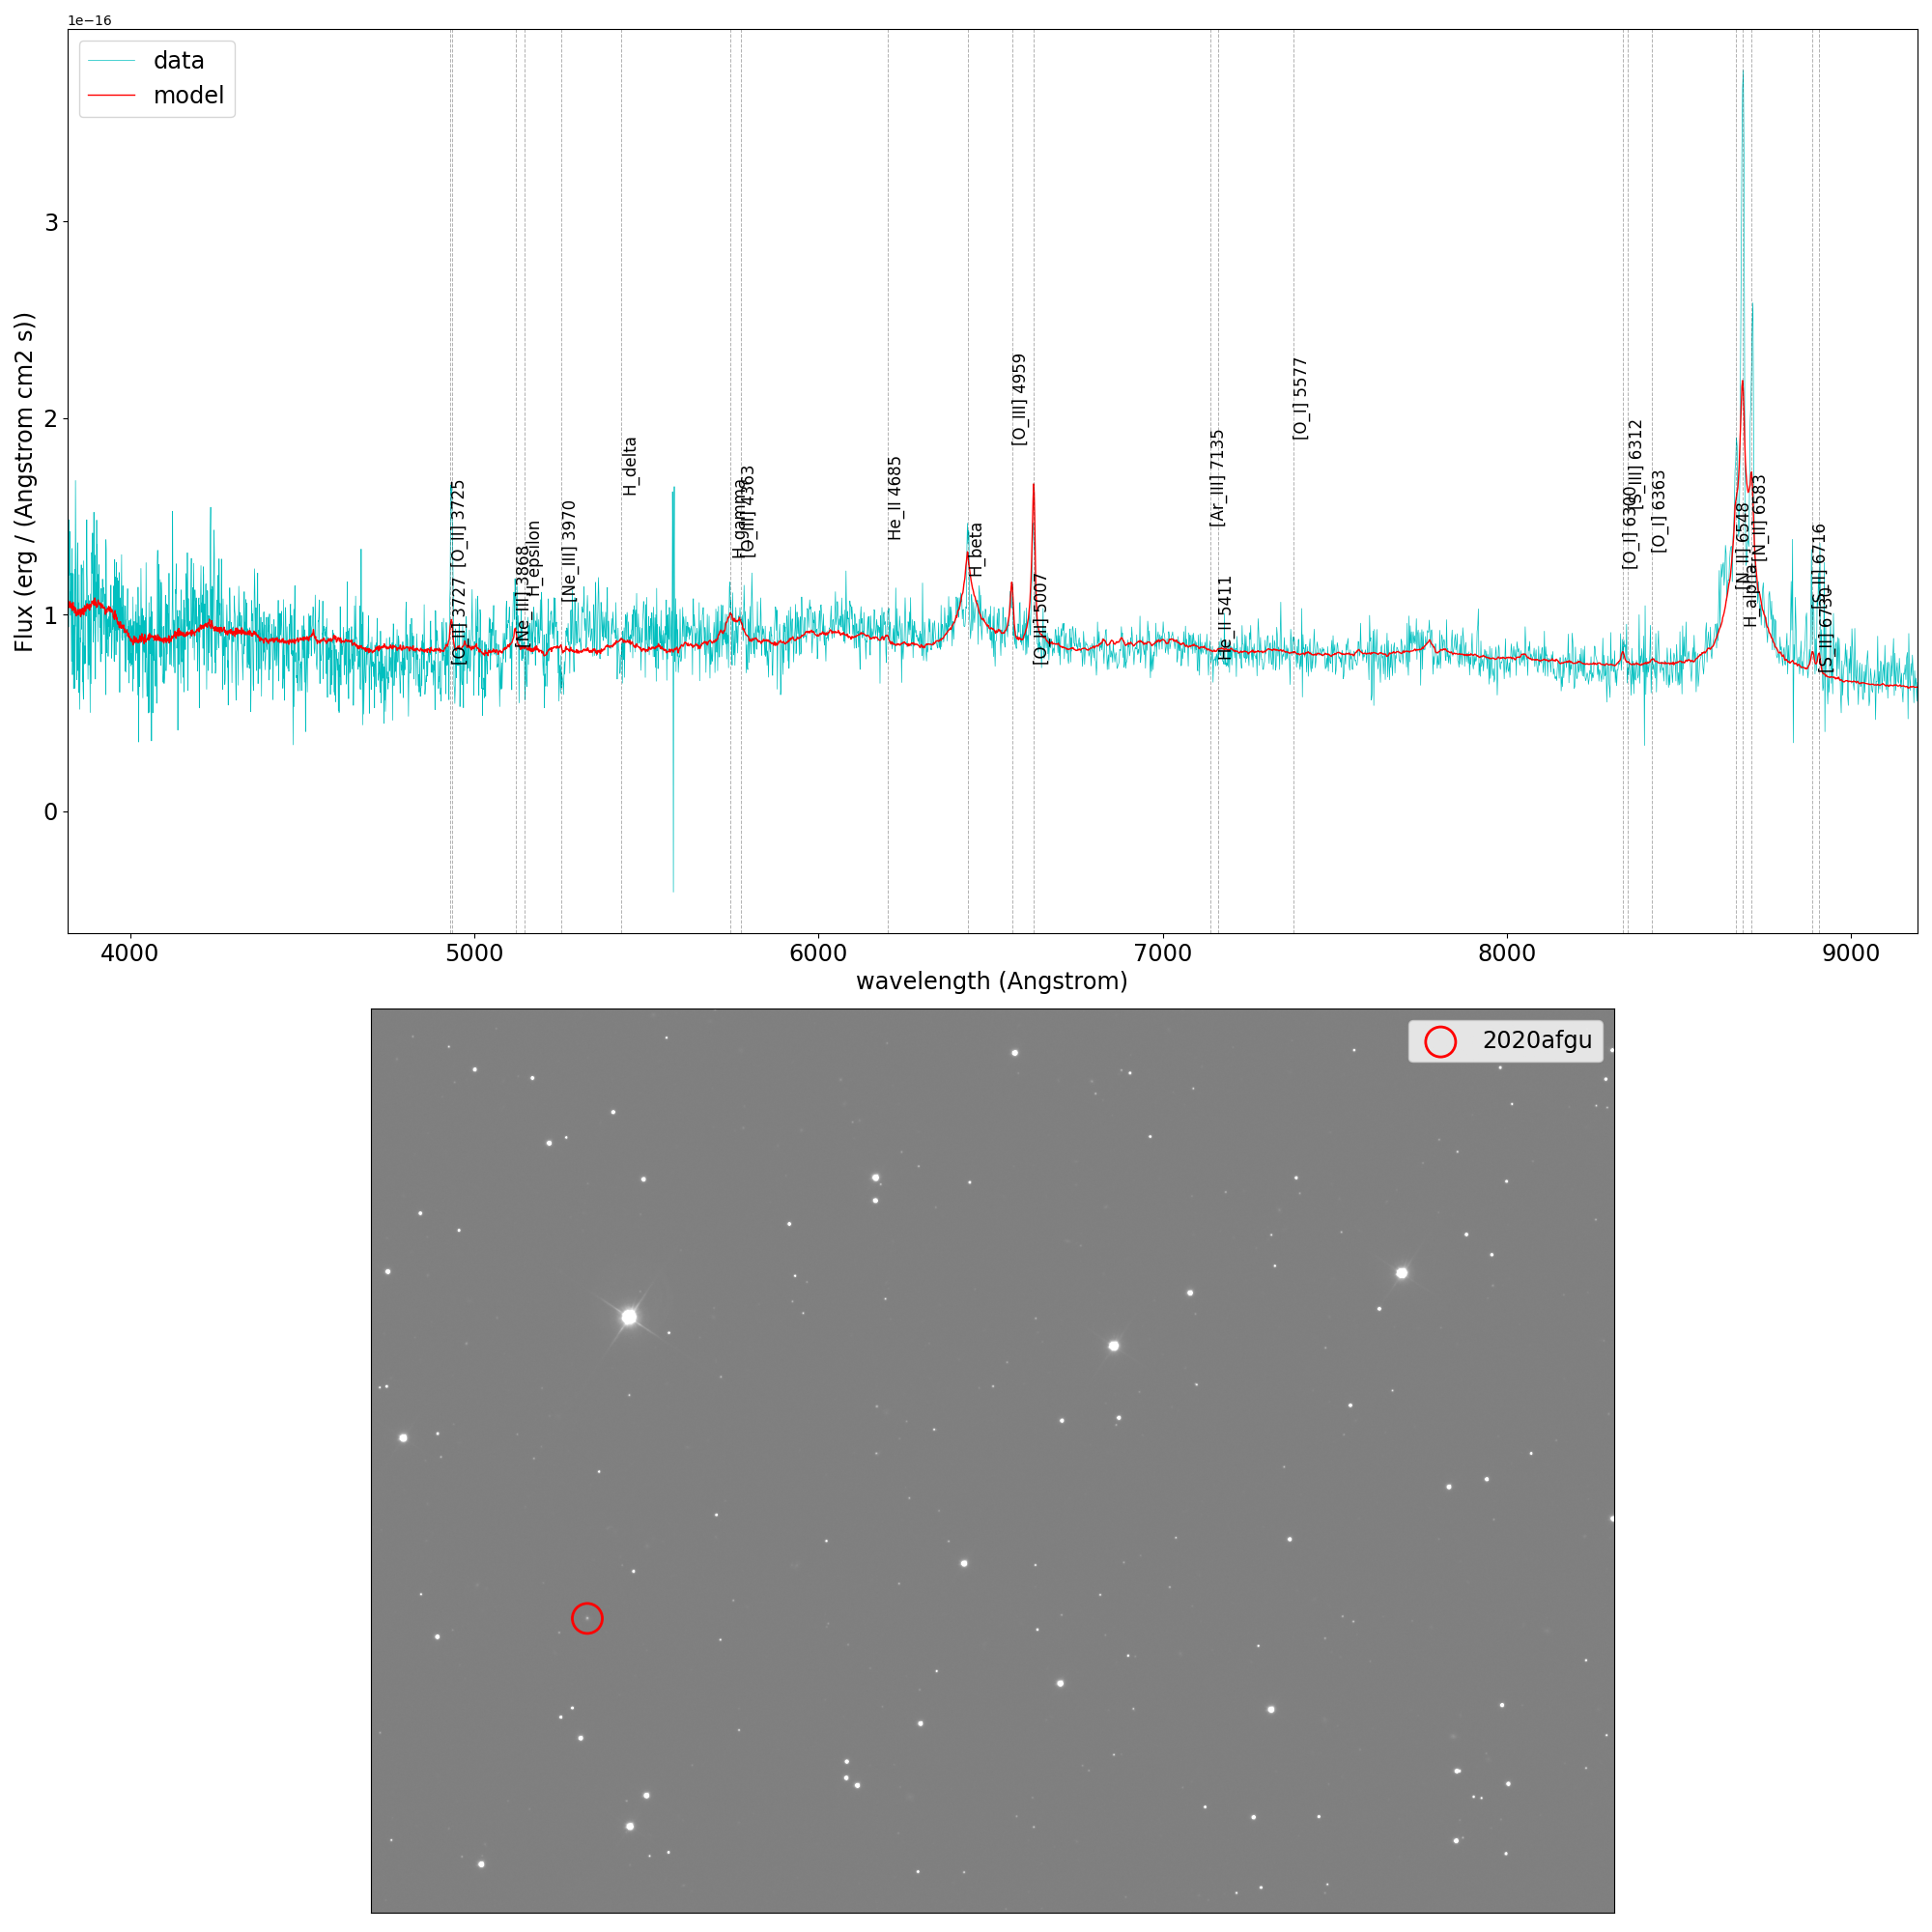 1e−16
data
model
Flux (erg / (Angstrom cm2 s))
3
2
1
0
[O_III] 3725
[O_II] 3727
[Ne_III] 3868
H_epsilon
[Ne_III] 3970
H_delta
H_gamma
[O_III] 4363
He_II 4685
H_beta
[O_III] 4959
[O_III] 5007
[Ar_III] 7135
He_II 5411
[O_I] 5577
[O_I] 6300
[S_III] 6312
[O_I] 6363
[N_II] 6548
H_alpha
[N_II] 6583
[S_II] 6716
[S_II] 6730
4000 5000 6000 7000 8000 9000
wavelength (Angstrom)
2020afgu